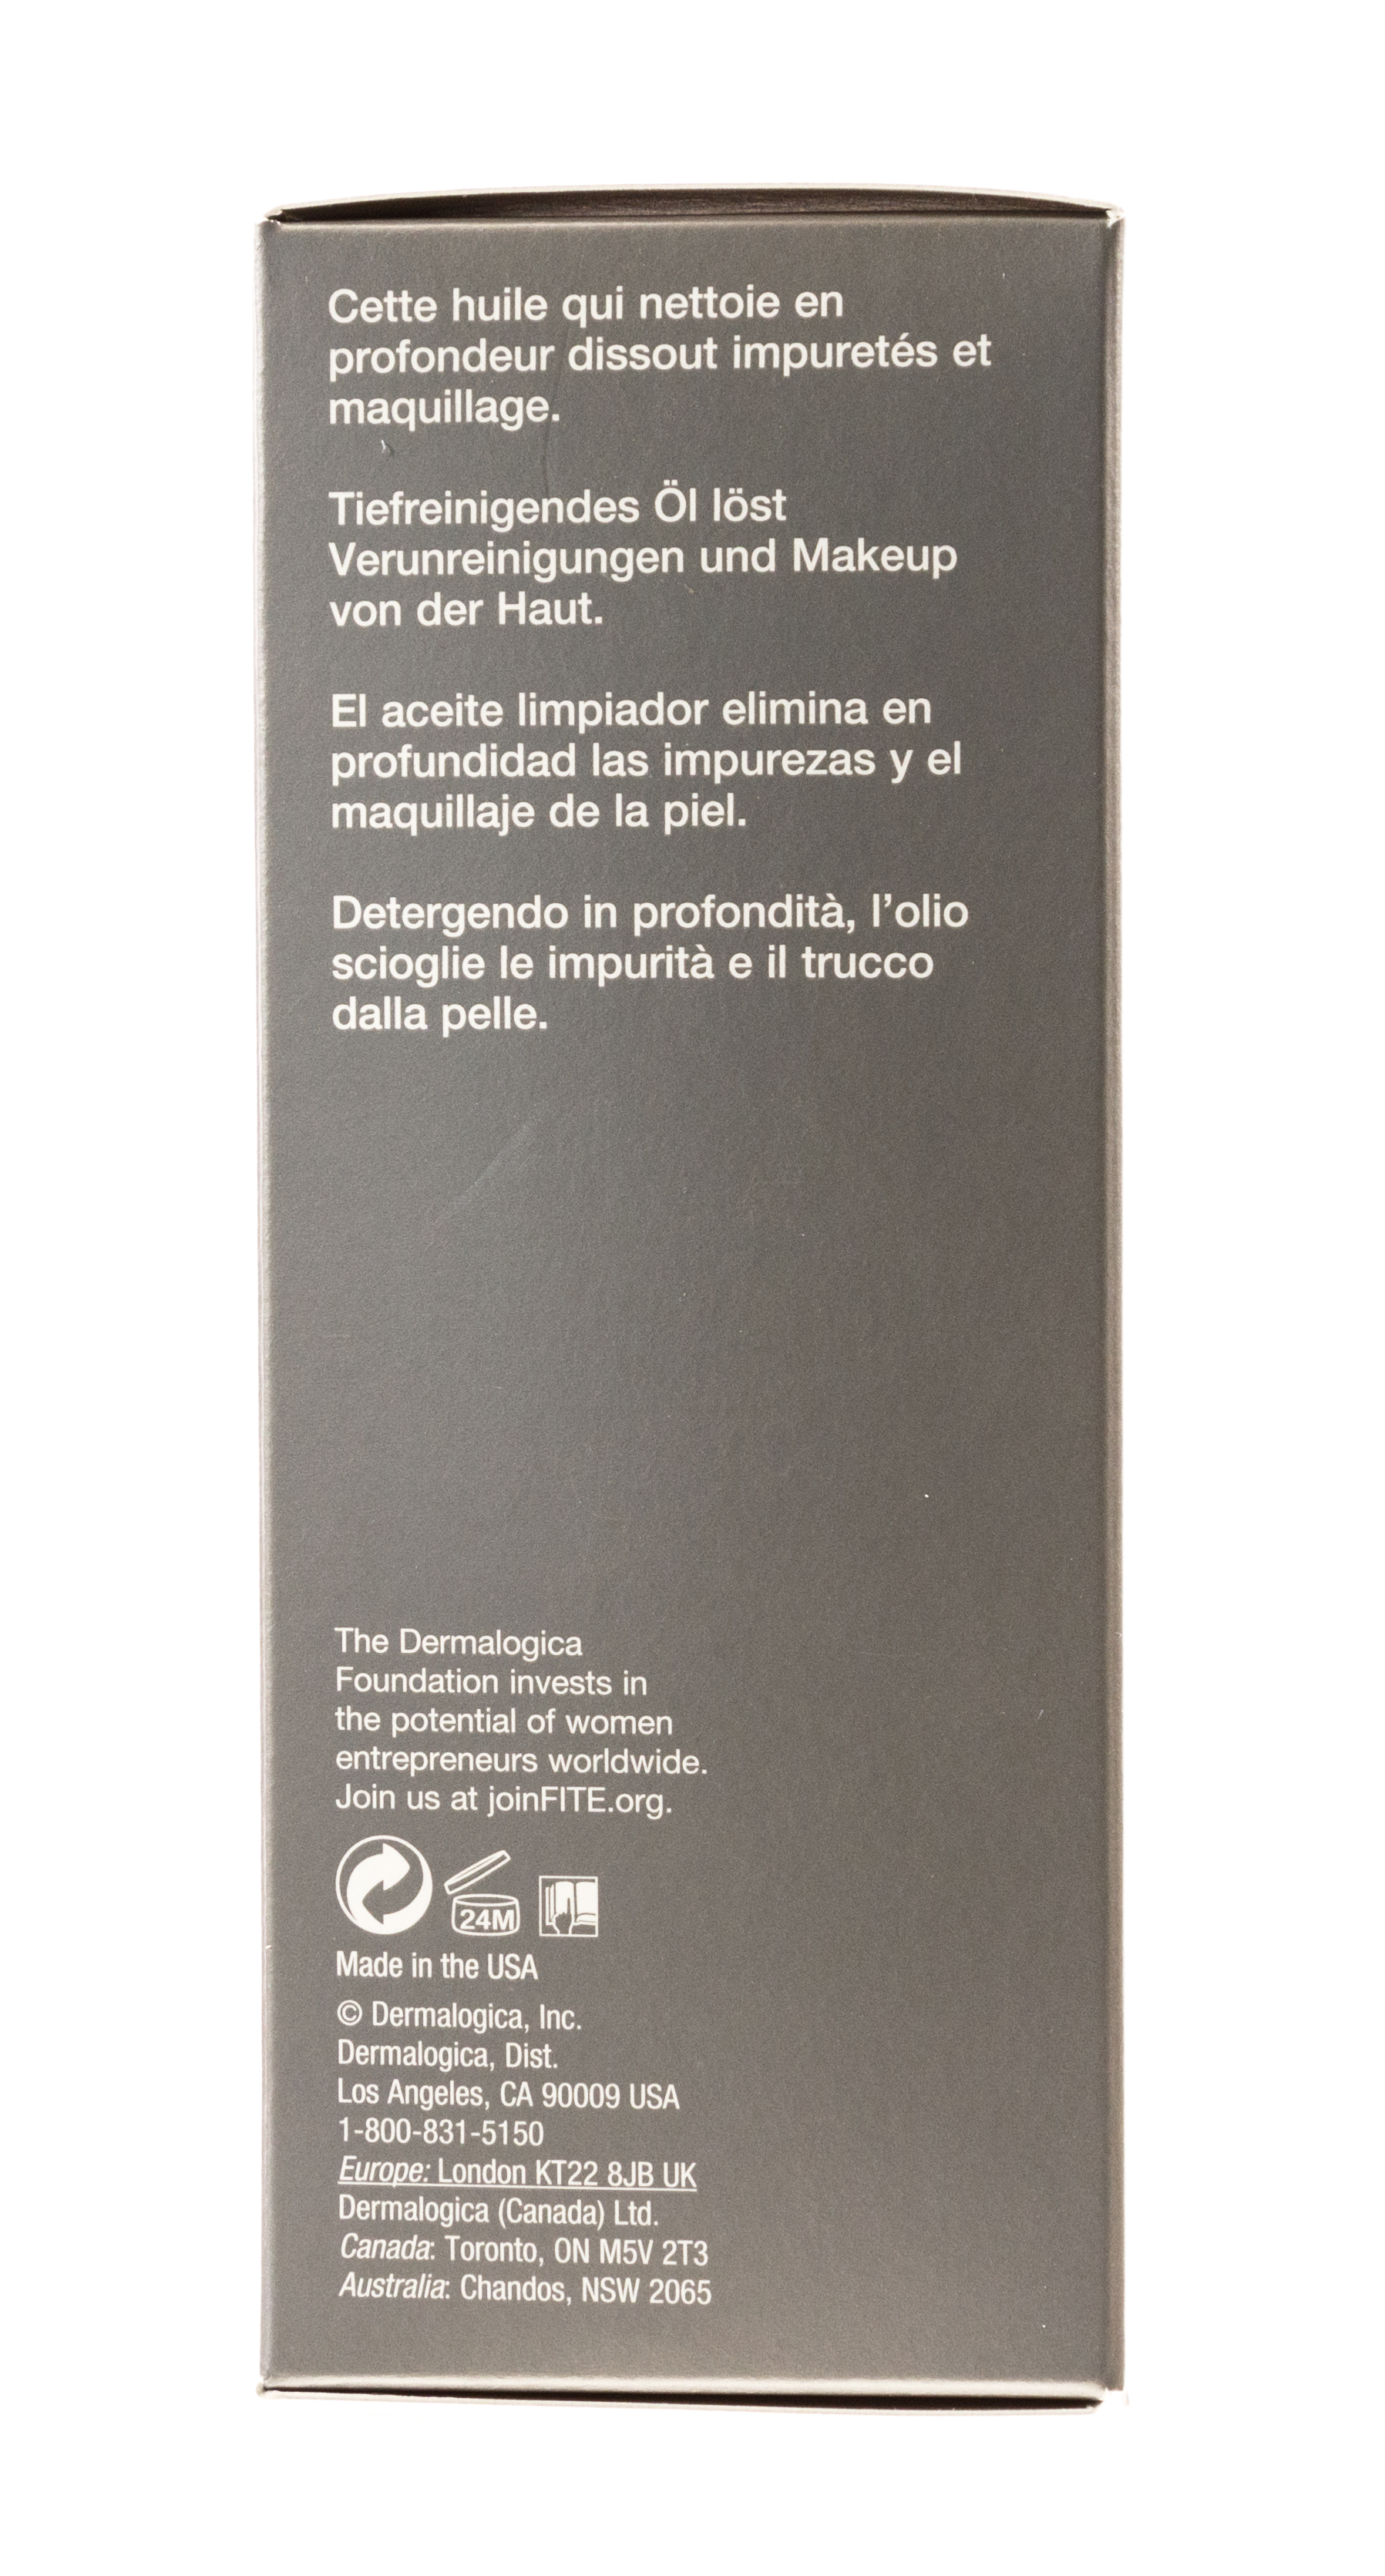 Cette huile qui nettoie en
profondeur dissout impuretés et
maquillage.
Tiefreinigendes Öl löst
Verunreinigungen und Makeup
von der Haut.
El aceite limpiador elimina en
profundidad las impurezas y el
maquillaje de la piel.
Detergendo in profondità, l’olio
scioglie le impurità e il trucco
dalla pelle.
The Dermalogica
Foundation invests in
the potential of women
entrepreneurs worldwide.
Join us at joinFITE.org.
24M
Made in the USA
© Dermalogica, Inc.
Dermalogica, Dist.
Los Angeles, CA 90009 USA
1-800-831-5150
Europe: London KT22 8JB UK
Dermalogica (Canada) Ltd.
Canada: Toronto, ON M5V 2T3
Australia: Chandos, NSW 2065